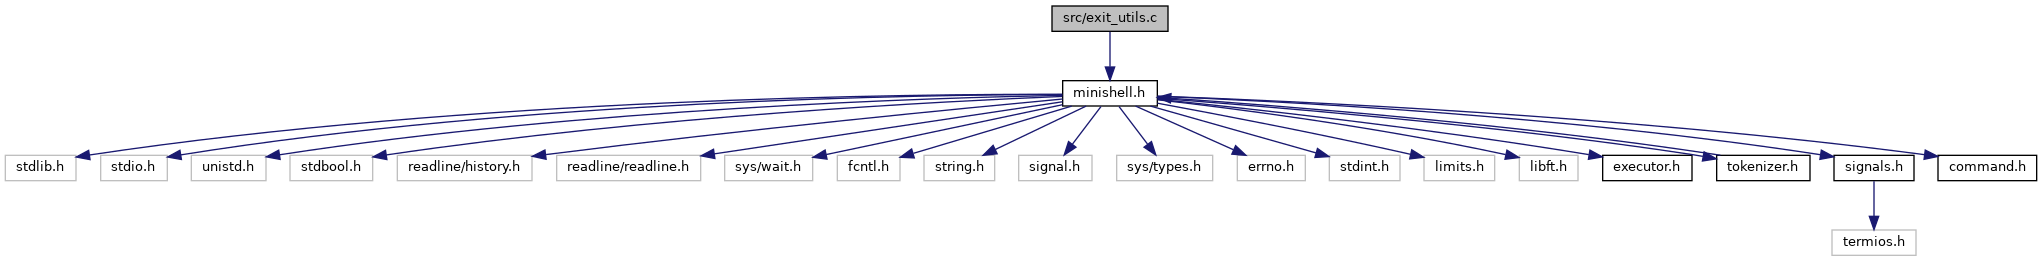 src/exit_utils.c
minishell.h
stdlib.h
stdio.h
unistd.h
stdbool.h
readline/history.h
readline/readline.h
sys/wait.h
fcntl.h
string.h
signal.h
sys/types.h
errno.h
stdint.h
limits.h
libft.h
executor.h
tokenizer.h
signals.h
command.h
termios.h